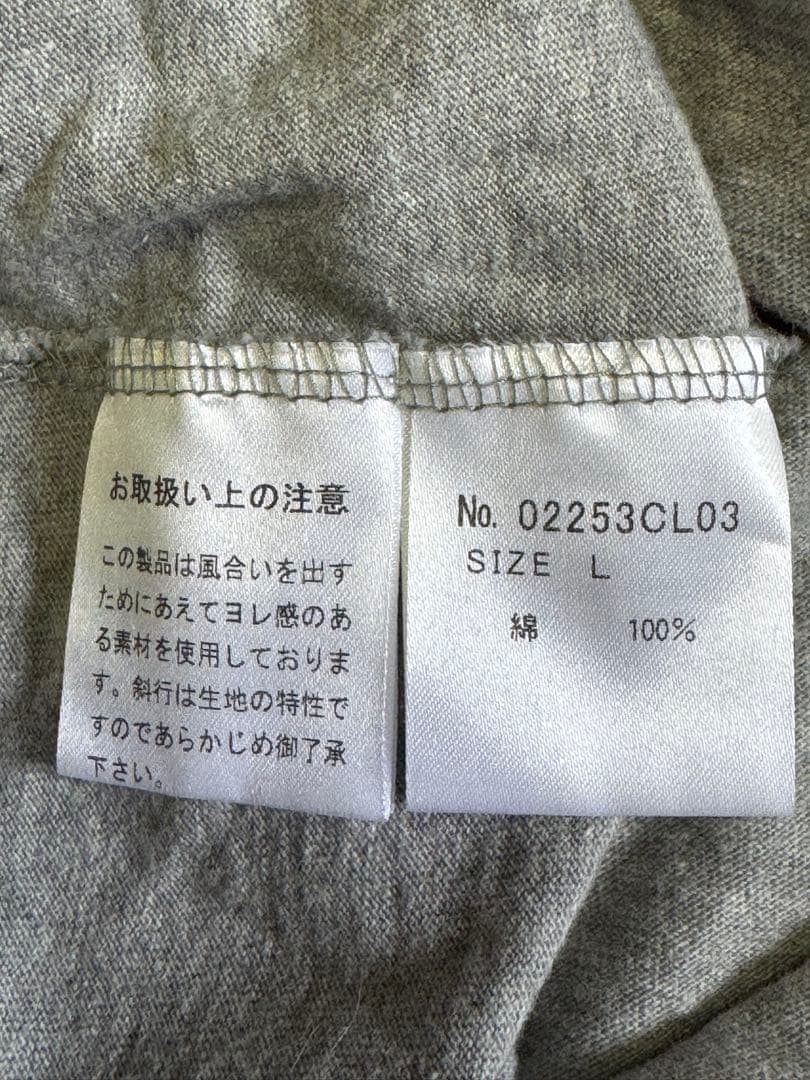 お取扱い上の注意
この製品は風合いを出す
ためにあえてヨレ感のあ
る素材を使用しておりま
す。斜行は生地の特性で
すのであらかじめ御了承
下さい。
No. 02253CL03
SIZE L
綿 100%